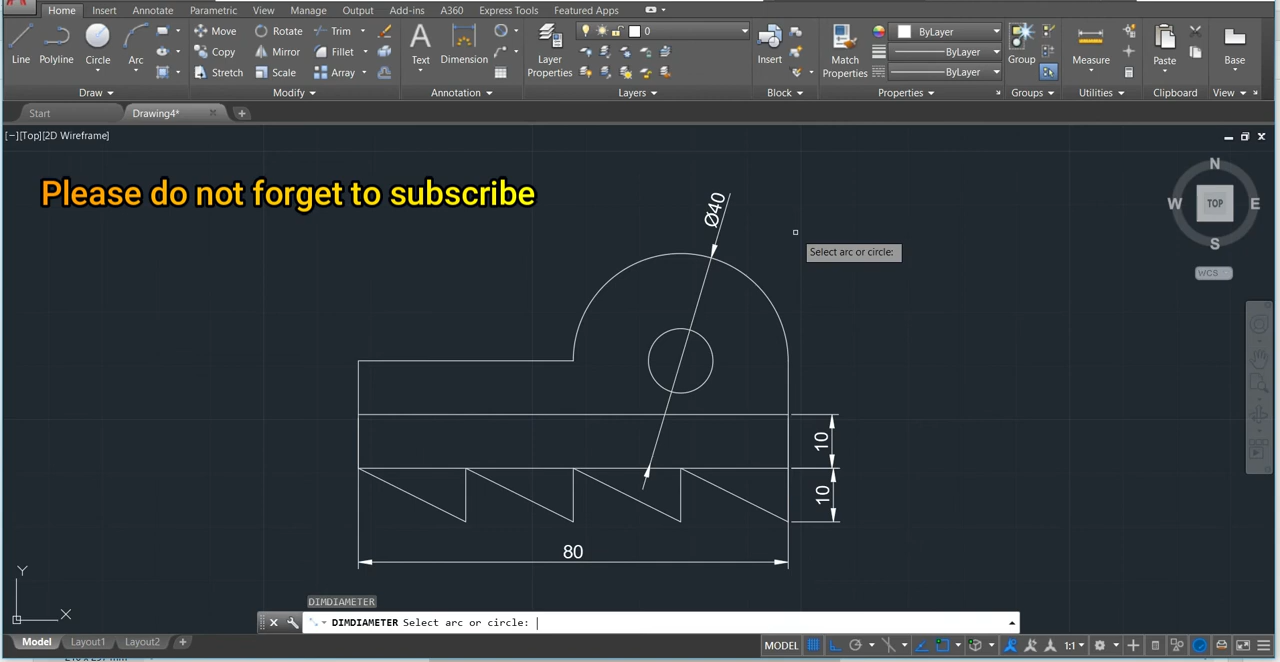 Home Insert Annotate Parametric View Manage Output Add-ins A360 Express Tools Featured Apps
Move Rotate Trim
Copy Mirror Fillet
Stretch Scale Array
Line Polyline Circle Arc
Text Dimension
Layer Properties
0
Insert
Match Properties
ByLayer
ByLayer
ByLayer
Group
Measure
Paste
Base
Draw Modify Annotation Layers Block Properties Groups Utilities Clipboard View
Start Drawing4*
[−][Top][2D Wireframe]
Please do not forget to subscribe
Ø40
N
W TOP E
S
WCS
Select arc or circle:
10
10
80
Y
X
DIMDIAMETER
DIMDIAMETER Select arc or circle:
Model Layout1 Layout2
MODEL 1:1